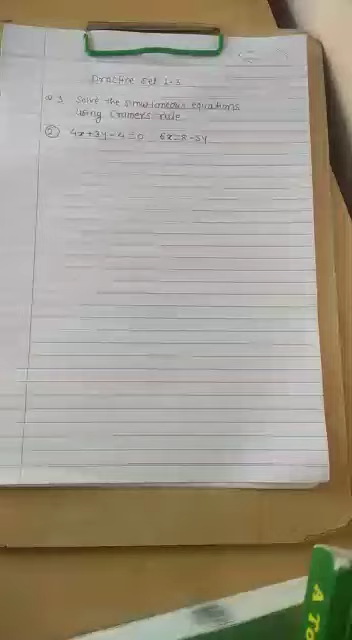 Practice Set 1.3
Q 3 Solve the simultaneous equations
using Cramer's rule
② 4x+3y-4=0 6x=8-5y